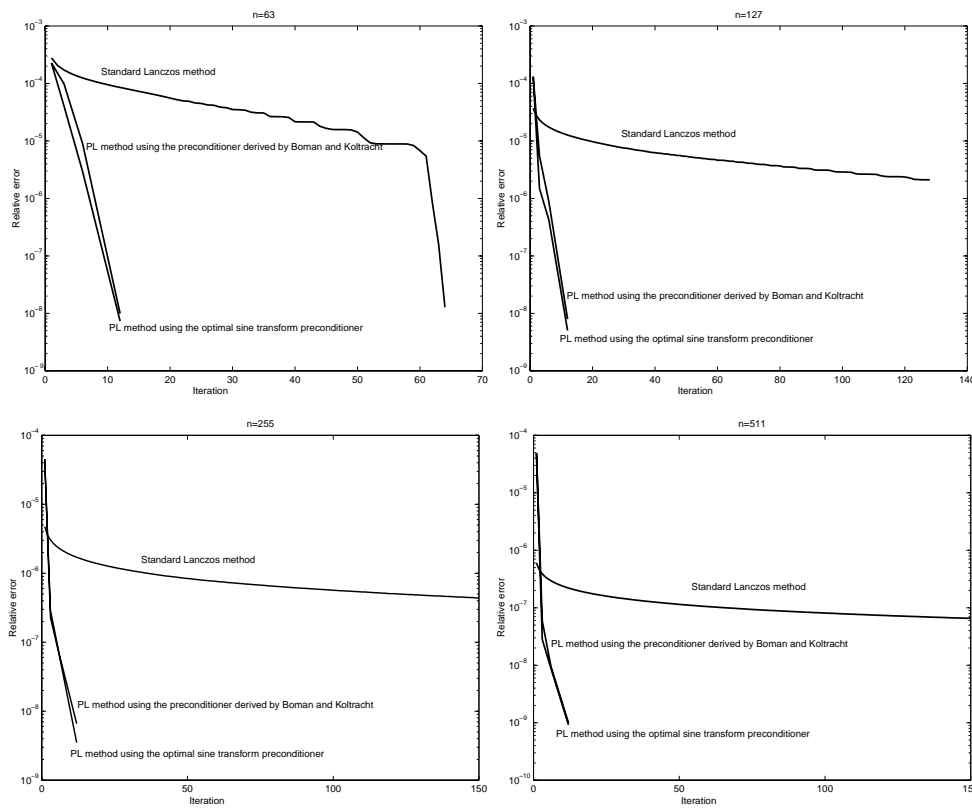 n=63
10−3
10−4
10−5
10−6
10−7
10−8
10−9
Relative error
Standard Lanczos method
PL method using the preconditioner derived by Boman and Koltracht
PL method using the optimal sine transform preconditioner
0 10 20 30 40 50 60 70
Iteration
n=127
10−3
10−4
10−5
10−6
10−7
10−8
10−9
Relative error
Standard Lanczos method
PL method using the preconditioner derived by Boman and Koltracht
PL method using the optimal sine transform preconditioner
0 20 40 60 80 100 120 140
Iteration
n=255
10−4
10−5
10−6
10−7
10−8
10−9
Relative error
Standard Lanczos method
PL method using the preconditioner derived by Boman and Koltracht
PL method using the optimal sine transform preconditioner
0 50 100 150
Iteration
n=511
10−4
10−5
10−6
10−7
10−8
10−9
10−10
Relative error
Standard Lanczos method
PL method using the preconditioner derived by Boman and Koltracht
PL method using the optimal sine transform preconditioner
0 50 100 150
Iteration